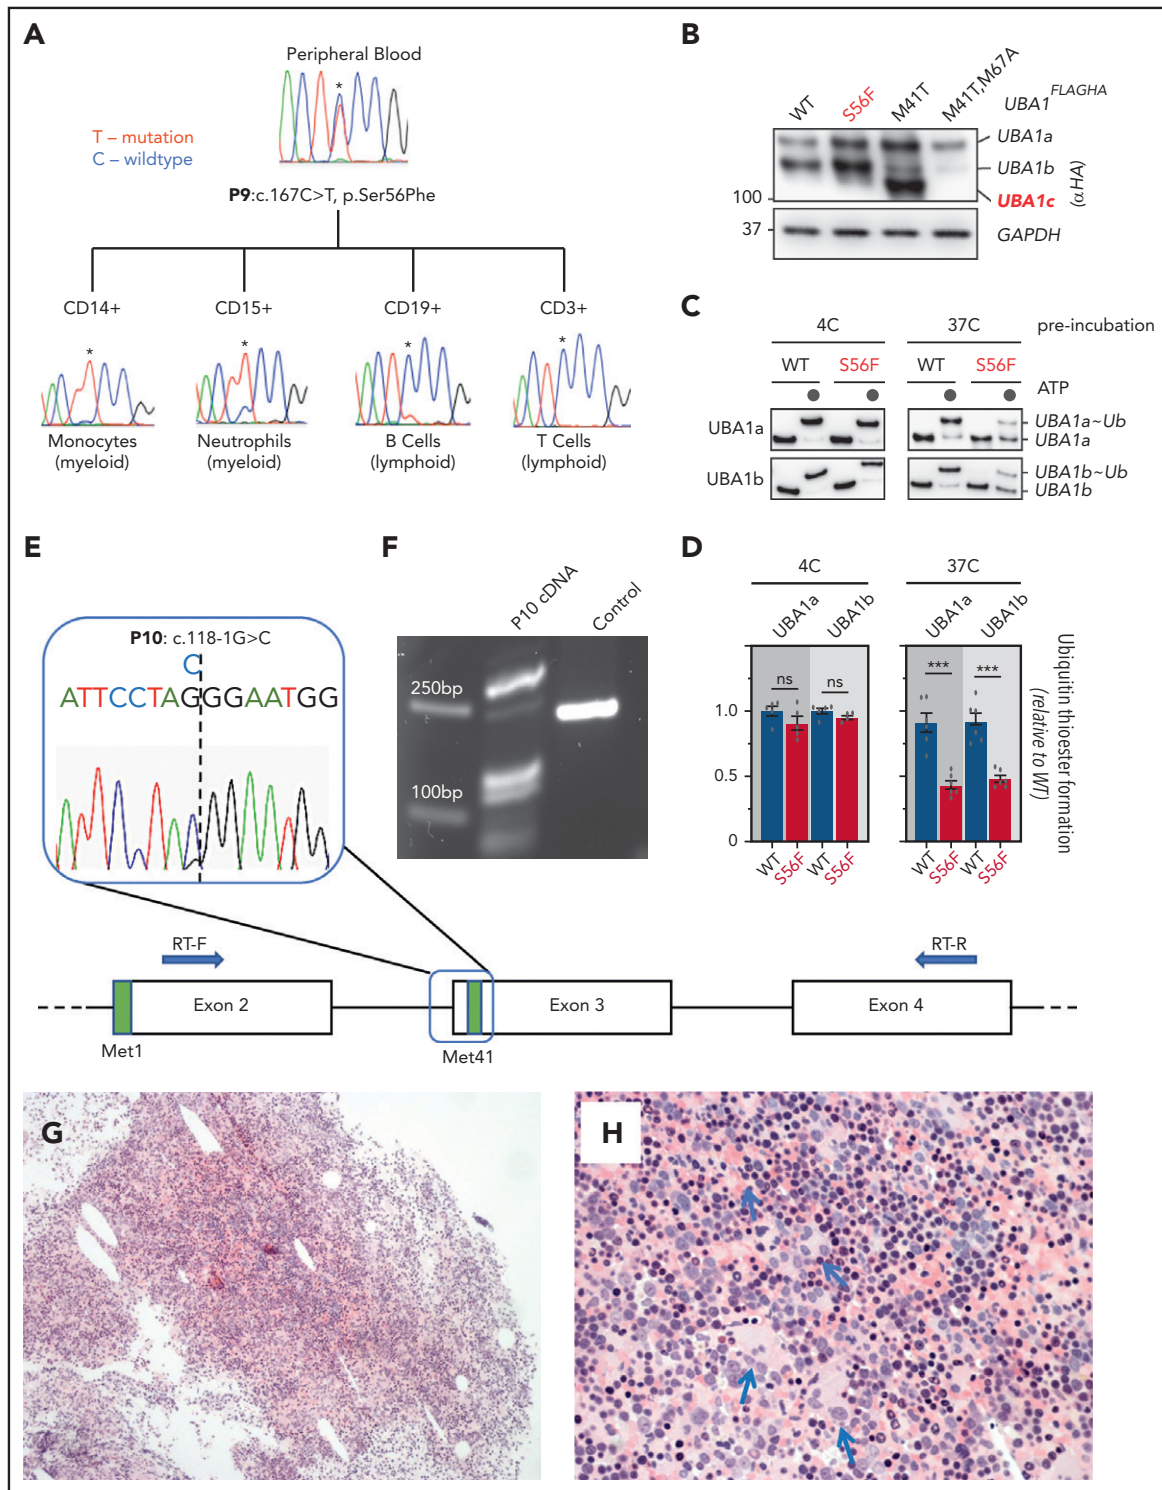 A
Peripheral Blood
*
T – mutation
C – wildtype
P9:c.167C>T, p.Ser56Phe
CD14+ CD15+ CD19+ CD3+
* * * *
Monocytes Neutrophils B Cells T Cells
(myeloid) (myeloid) (lymphoid) (lymphoid)
B
WT S56F M41T M41T,M67A UBA1FLAGHA
UBA1a
UBA1b
UBA1c
(αHA)
100
37
GAPDH
C
4C 37C pre-incubation
WT S56F WT S56F
ATP
UBA1a UBA1a~Ub
UBA1a
UBA1b UBA1b~Ub
UBA1b
E
P10: c.118-1G>C
C
ATTCCTAGGGAATGG
F
P10 cDNA Control
250bp
100bp
D
4C 37C
UBA1a UBA1b UBA1a UBA1b
ns ns *** ***
1.0
0.5
0
WT S56F WT S56F WT S56F WT S56F
Ubiquitin thioester formation
(relative to WT)
RT-F RT-R
Exon 2 Exon 3 Exon 4
Met1 Met41
G
H